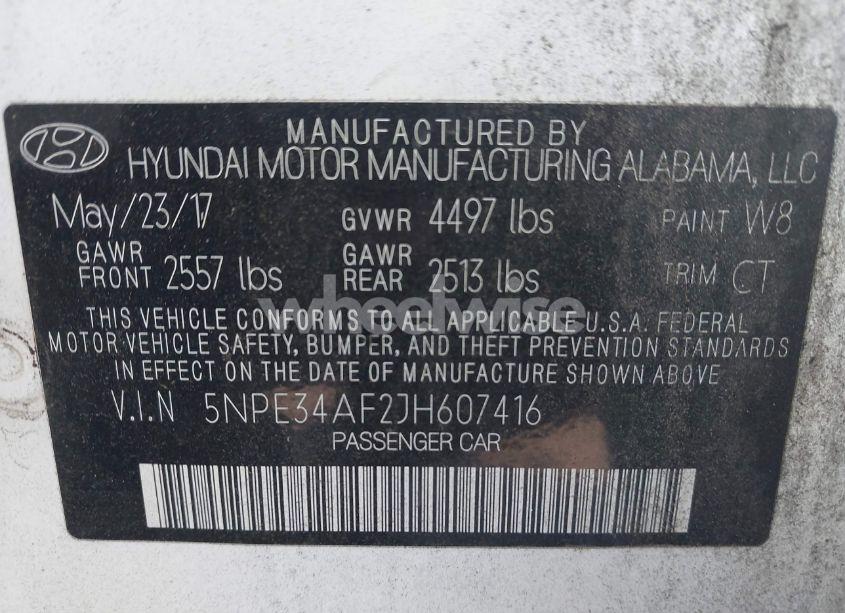 MANUFACTURED BY
HYUNDAI MOTOR MANUFACTURING ALABAMA, LLC
May/23/17 GVWR 4497 lbs PAINT W8
GAWR FRONT 2557 lbs GAWR REAR 2513 lbs TRIM CT
wheelwise
THIS VEHICLE CONFORMS TO ALL APPLICABLE U.S.A. FEDERAL
MOTOR VEHICLE SAFETY, BUMPER, AND THEFT PREVENTION STANDARDS
IN EFFECT ON THE DATE OF MANUFACTURE SHOWN ABOVE.
V.I.N 5NPE34AF2JH607416
PASSENGER CAR